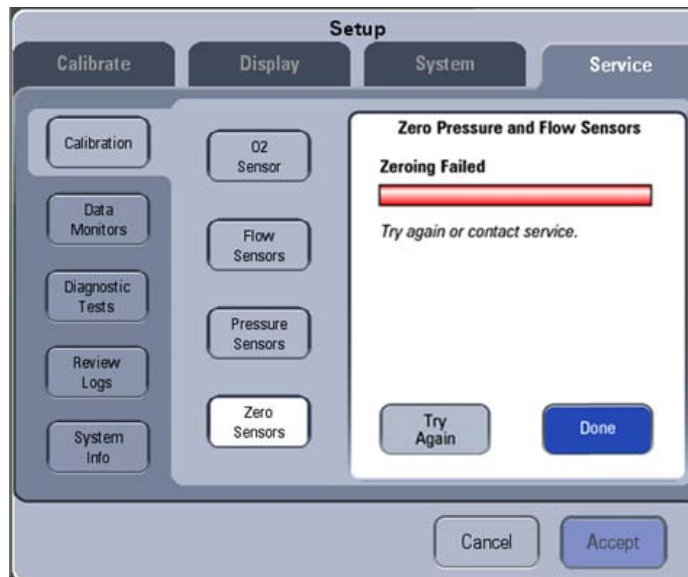 Setup
Calibrate
Display
System
Service
Calibration
Data
Monitors
Diagnostic
Tests
Review
Logs
System
Info
O2
Sensor
Flow
Sensors
Pressure
Sensors
Zero
Sensors
Zero Pressure and Flow Sensors
Zeroing Failed
Try again or contact service.
Try
Again
Done
Cancel
Accept